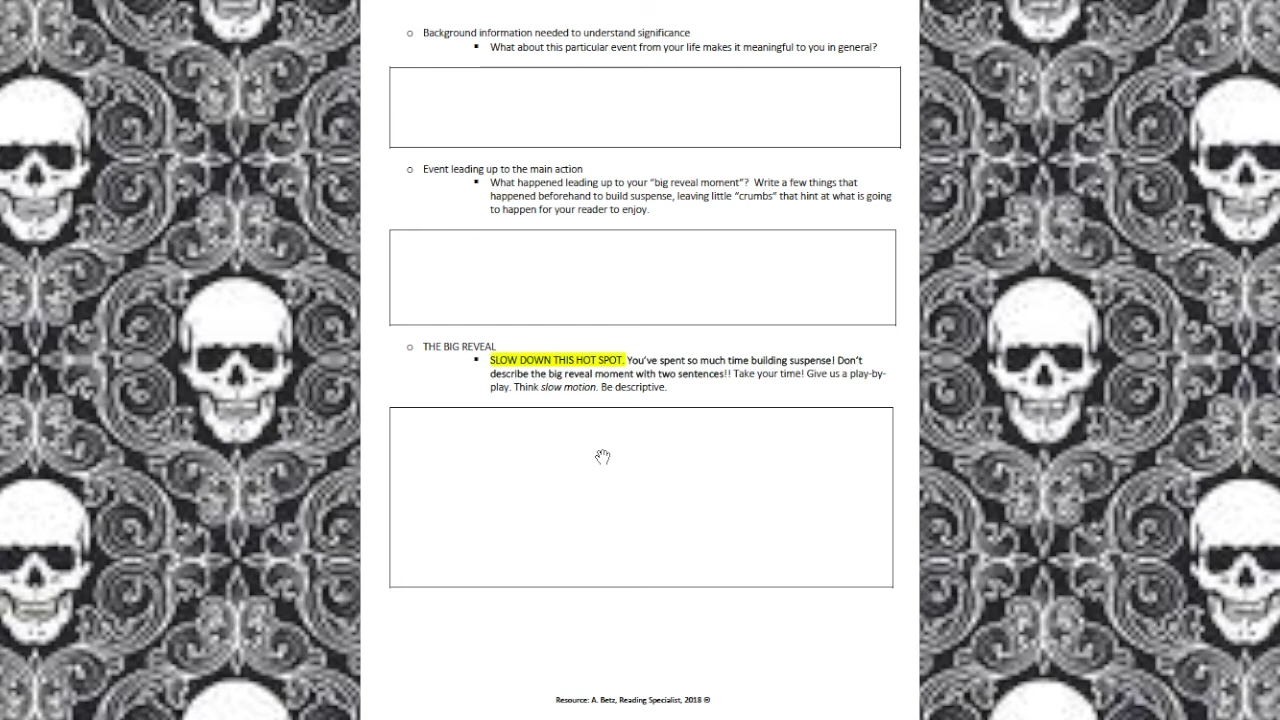 o Background information needed to understand significance
▪ What about this particular event from your life makes it meaningful to you in general?
o Event leading up to the main action
▪ What happened leading up to your “big reveal moment”? Write a few things that
happened beforehand to build suspense, leaving little “crumbs” that hint at what is going
to happen for your reader to enjoy.
o THE BIG REVEAL
▪ SLOW DOWN THIS HOT SPOT. You’ve spent so much time building suspense! Don’t
describe the big reveal moment with two sentences!! Take your time! Give us a play-by-
play. Think slow motion. Be descriptive.
Resource: A. Betz, Reading Specialist, 2018 ®